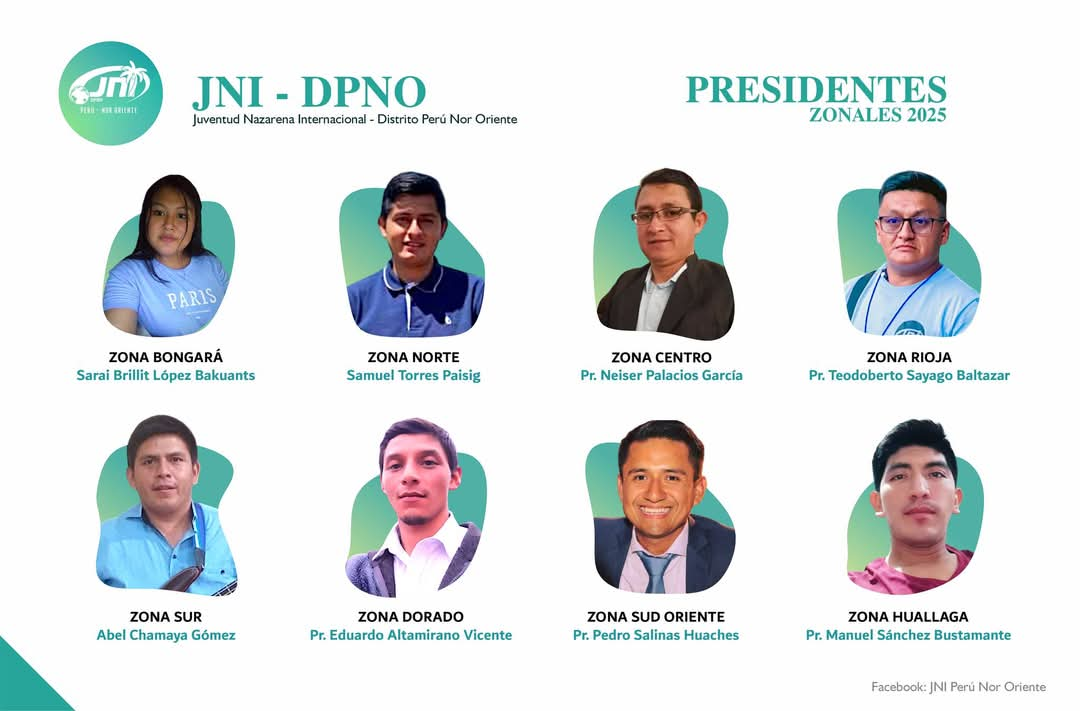 JNI
DPNO
PERÚ - NOR ORIENTE
JNI - DPNO
Juventud Nazarena Internacional - Distrito Perú Nor Oriente
PRESIDENTES
ZONALES 2025
PARIS
ZONA BONGARÁ
Sarai Brillit López Bakuants
ZONA NORTE
Samuel Torres Paisig
ZONA CENTRO
Pr. Neiser Palacios García
ZONA RIOJA
Pr. Teodoberto Sayago Baltazar
ZONA SUR
Abel Chamaya Gómez
ZONA DORADO
Pr. Eduardo Altamirano Vicente
ZONA SUD ORIENTE
Pr. Pedro Salinas Huaches
ZONA HUALLAGA
Pr. Manuel Sánchez Bustamante
Facebook: JNI Perú Nor Oriente